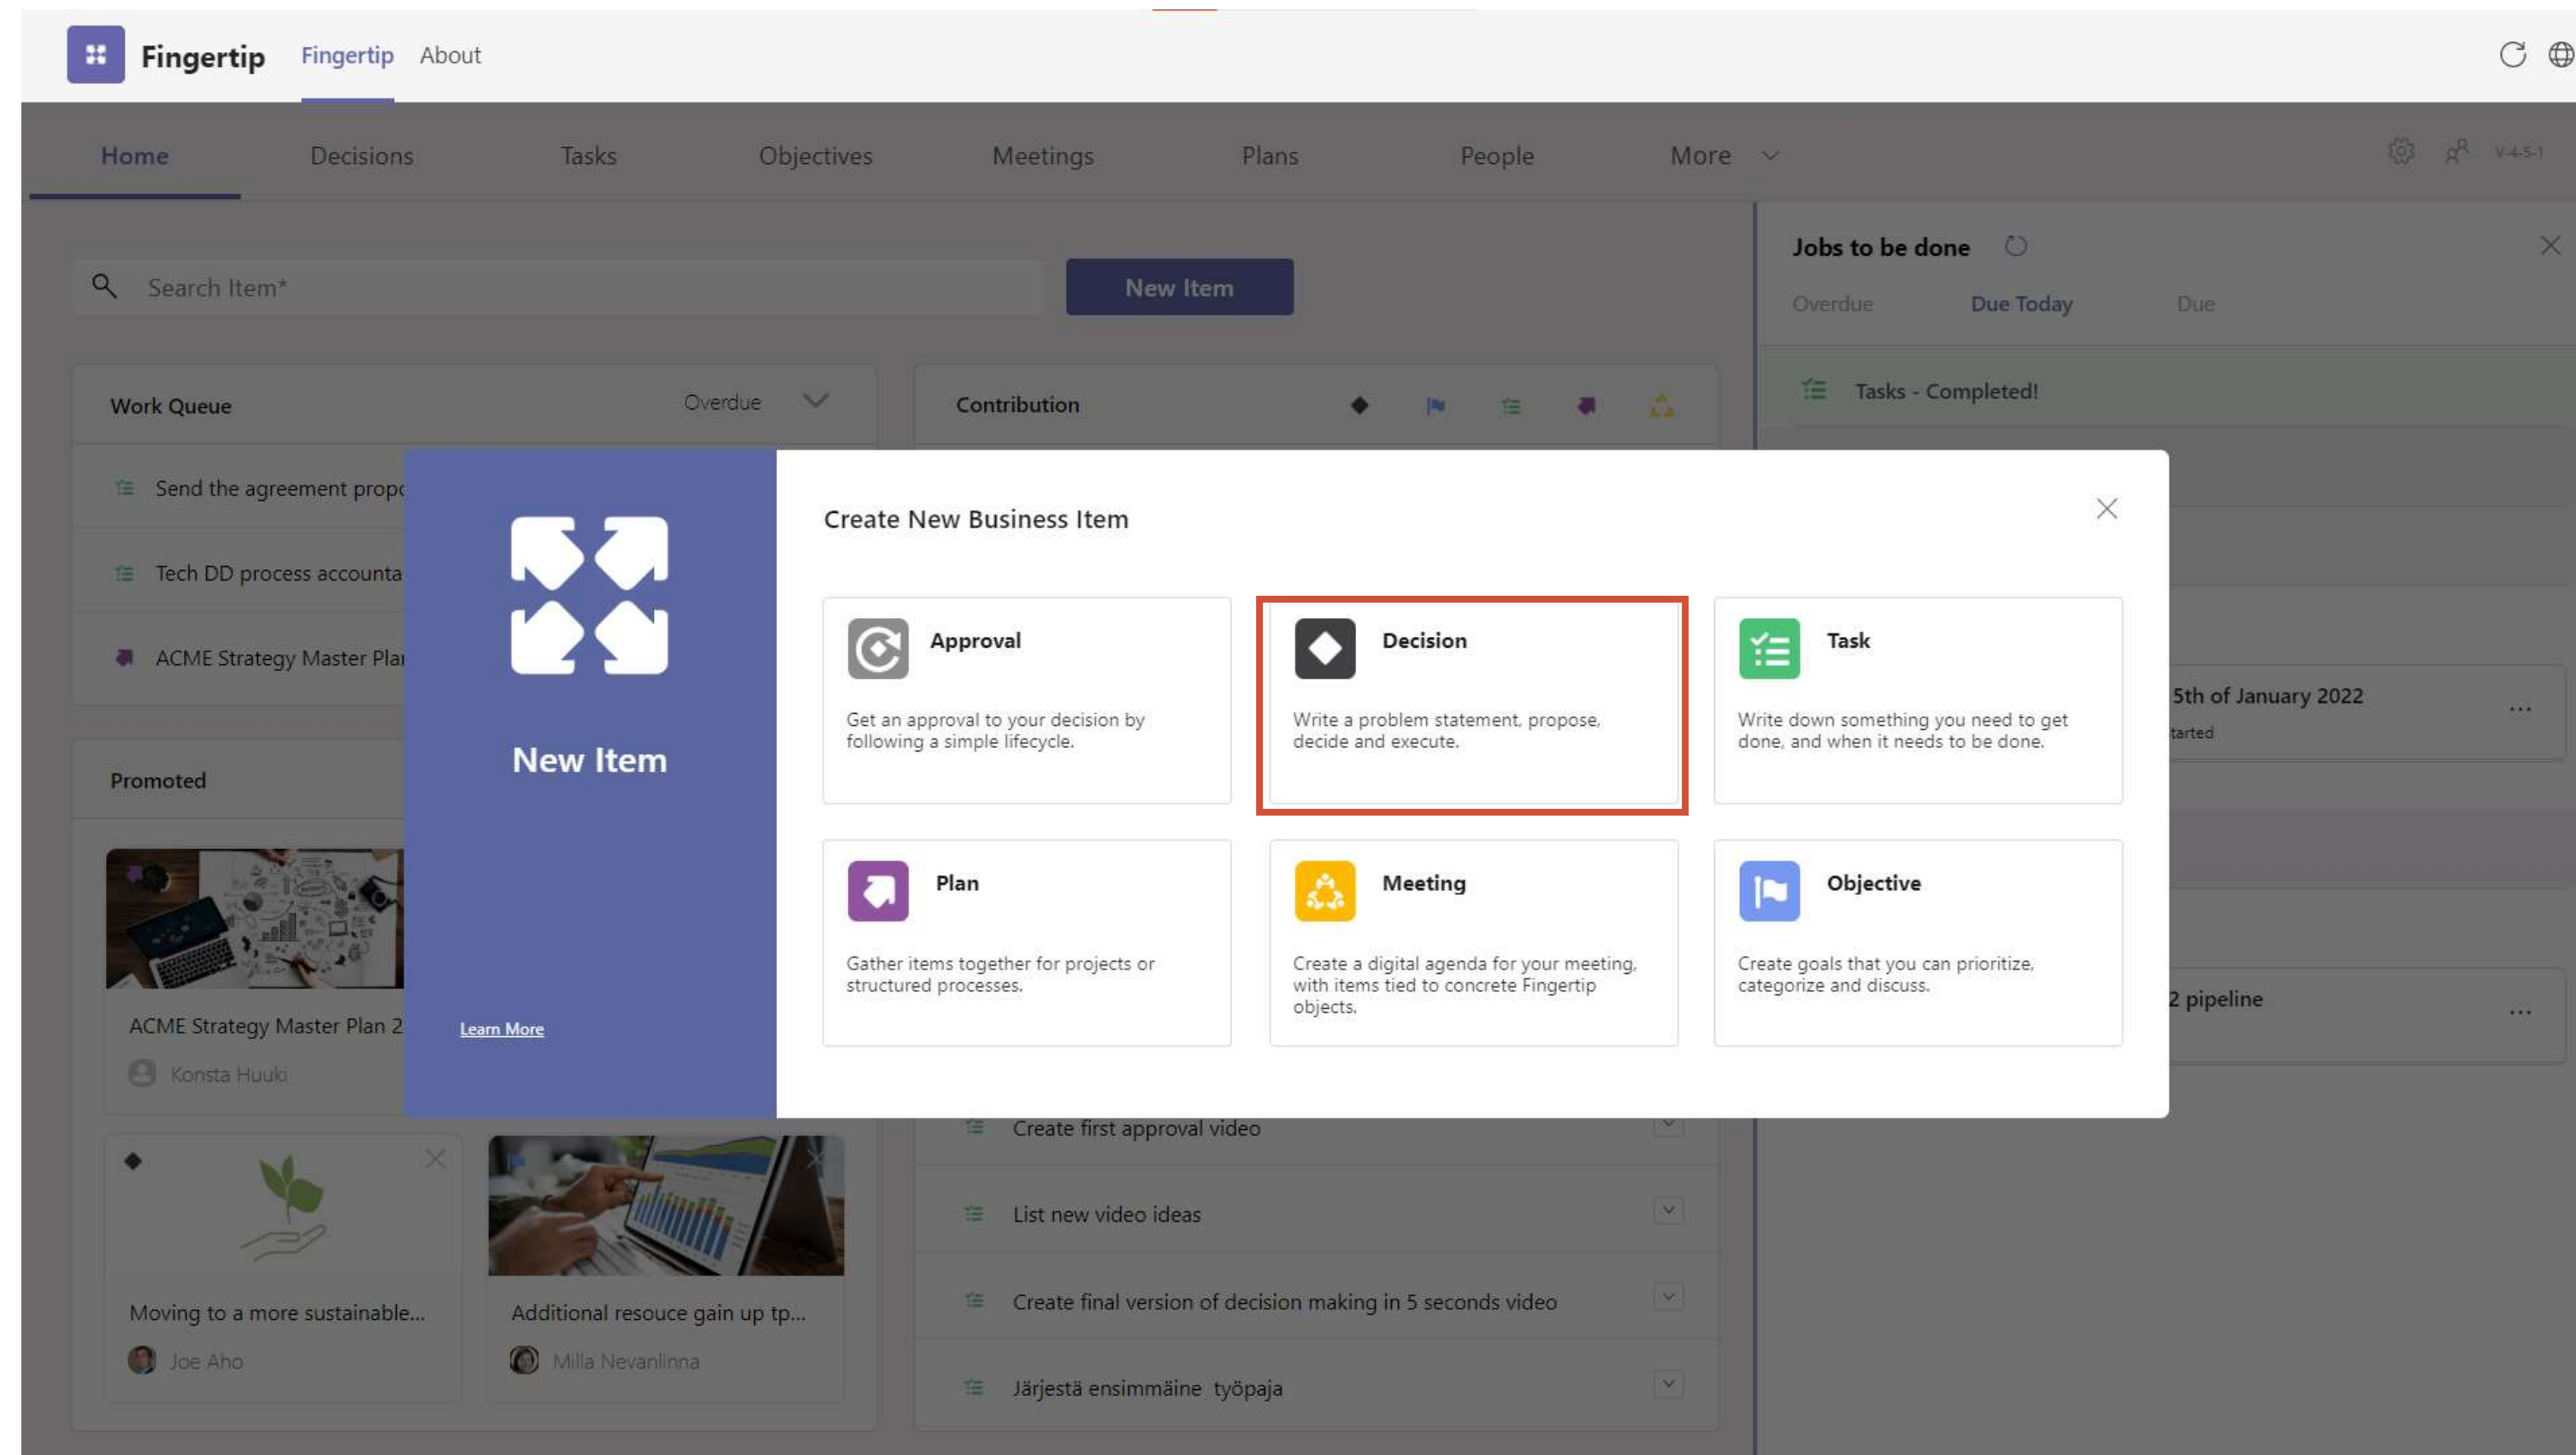 Fingertip Fingertip About
Home Decisions Tasks Objectives Meetings Plans People More V-4-5-1
Search Item* New Item
Jobs to be done
Overdue Due Today Due
Tasks - Completed!
Work Queue Overdue
Contribution
Send the agreement propo
Tech DD process accounta
ACME Strategy Master Plan
Promoted
ACME Strategy Master Plan 2
Konsta Huuki
Moving to a more sustainable...
Joe Aho
Additional resouce gain up tp...
Milla Nevanlinna
New Item
Learn More
Create New Business Item
Approval
Get an approval to your decision by
following a simple lifecycle.
Decision
Write a problem statement, propose,
decide and execute.
Task
Write down something you need to get
done, and when it needs to be done.
Plan
Gather items together for projects or
structured processes.
Meeting
Create a digital agenda for your meeting,
with items tied to concrete Fingertip
objects.
Objective
Create goals that you can prioritize,
categorize and discuss.
5th of January 2022
tarted
2 pipeline
Create first approval video
List new video ideas
Create final version of decision making in 5 seconds video
Järjestä ensimmäine työpaja